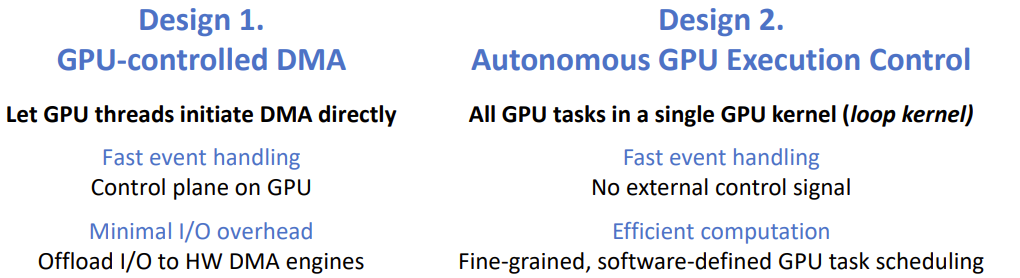 Design 1.
GPU-controlled DMA
Let GPU threads initiate DMA directly
Fast event handling
Control plane on GPU
Minimal I/O overhead
Offload I/O to HW DMA engines
Design 2.
Autonomous GPU Execution Control
All GPU tasks in a single GPU kernel (loop kernel)
Fast event handling
No external control signal
Efficient computation
Fine-grained, software-defined GPU task scheduling